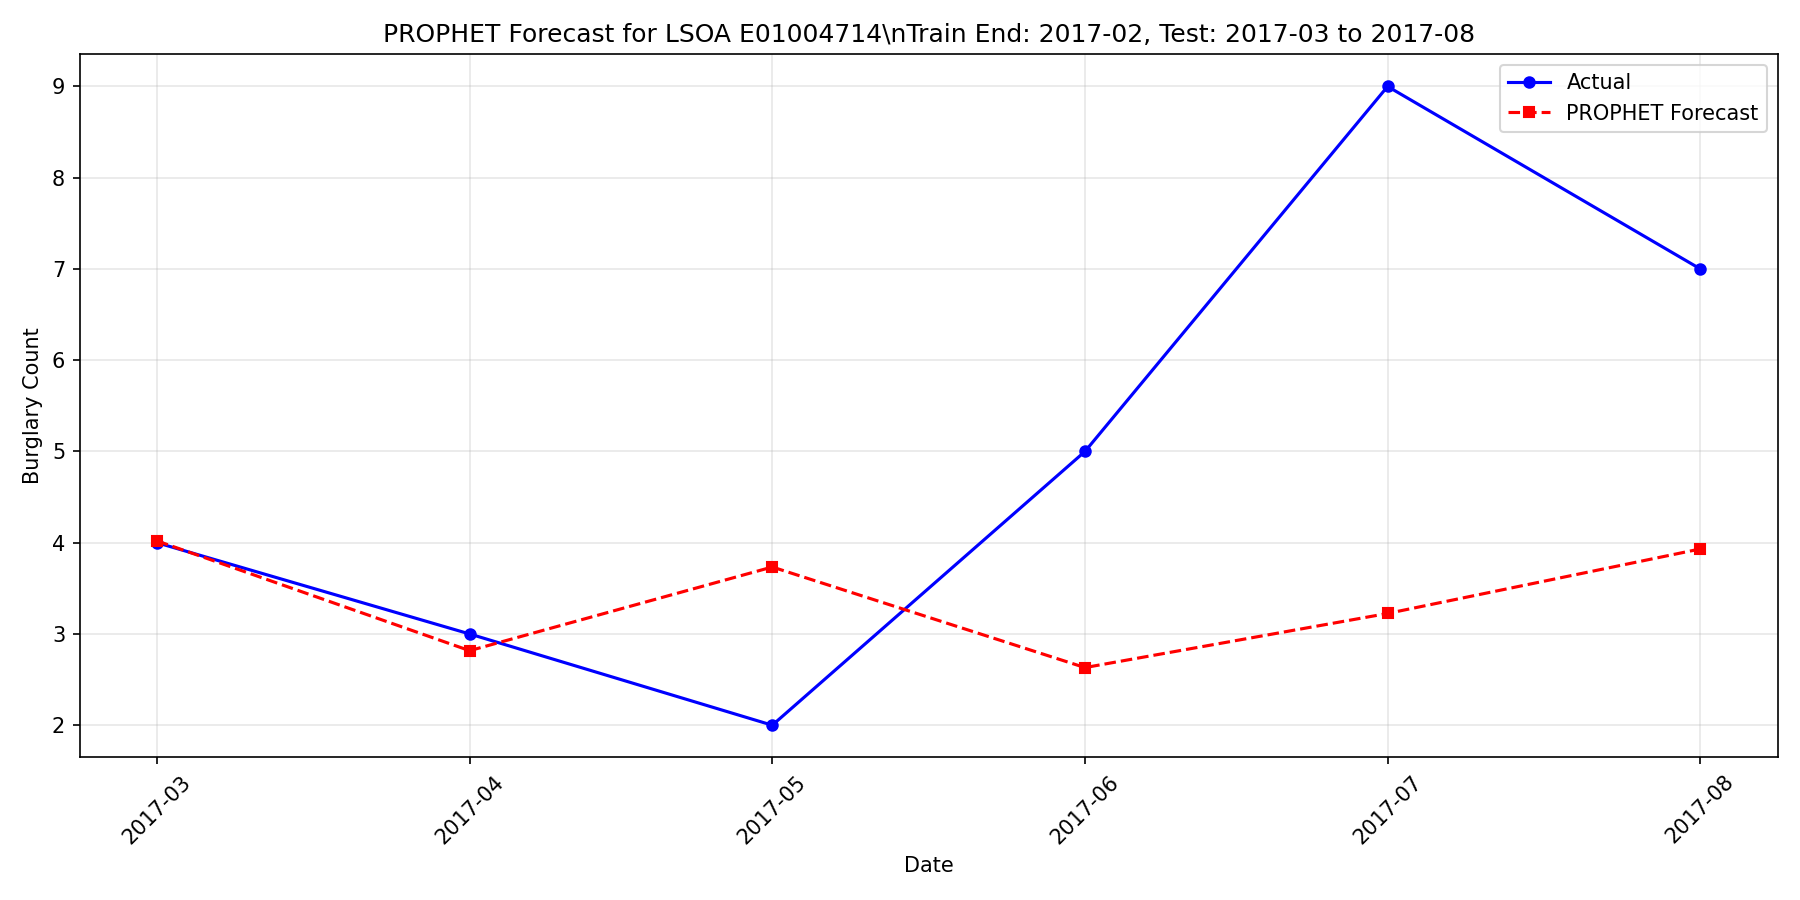 PROPHET Forecast for LSOA E01004714\nTrain End: 2017-02, Test: 2017-03 to 2017-08
Actual
PROPHET Forecast
Burglary Count
9
8
7
6
5
4
3
2
2017-03
2017-04
2017-05
2017-06
2017-07
2017-08
Date